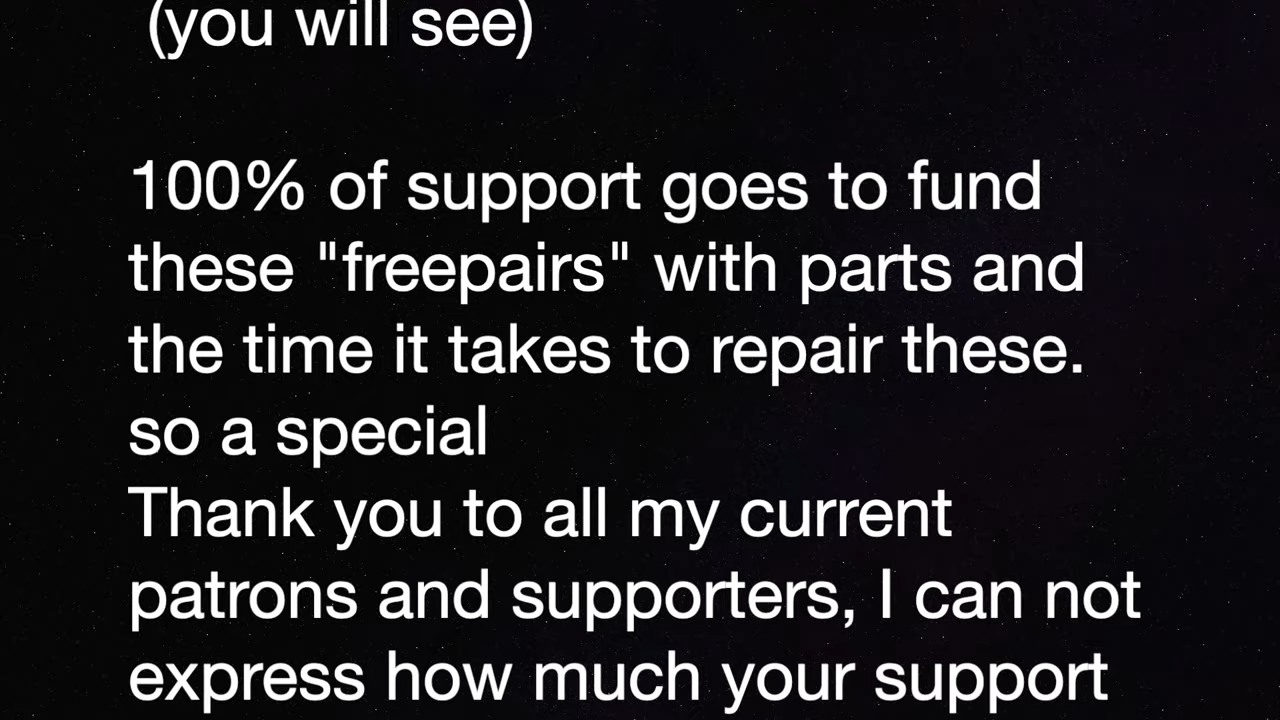 (you will see)
100% of support goes to fund
these "freepairs" with parts and
the time it takes to repair these.
so a special
Thank you to all my current
patrons and supporters, I can not
express how much your support